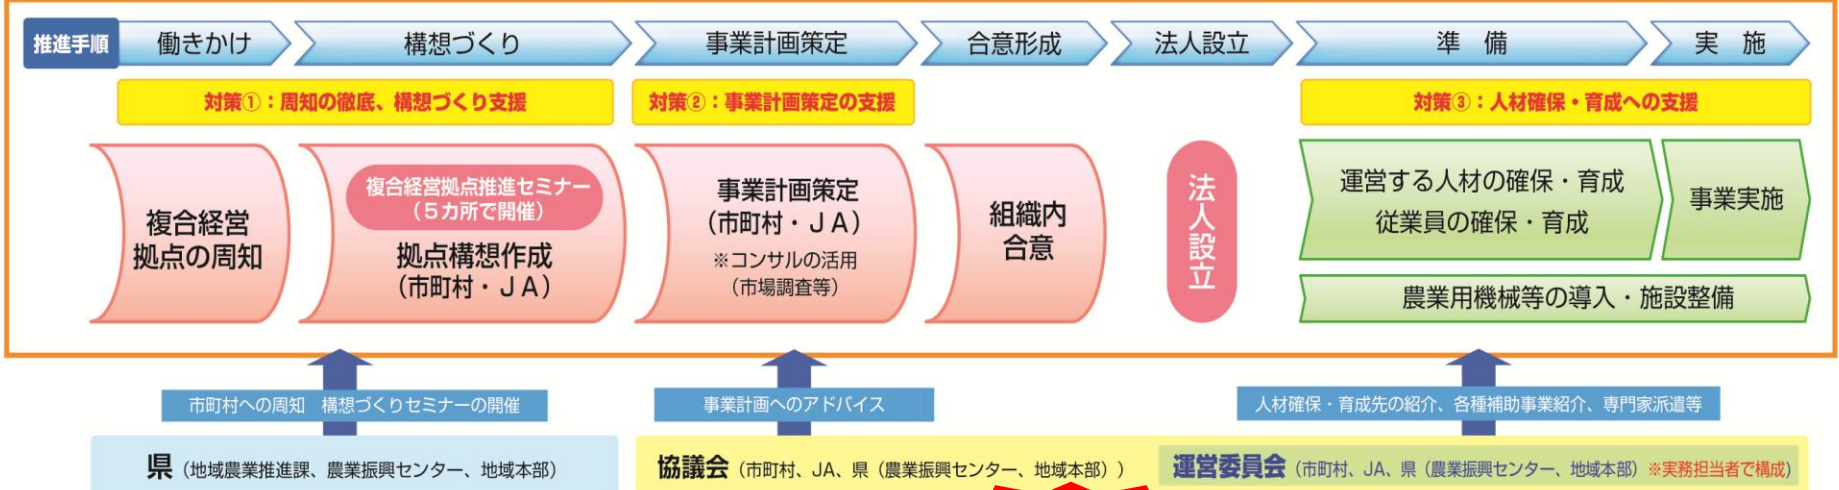 推進手順
働きかけ
構想づくり
事業計画策定
合意形成
法人設立
準　備
実　施
対策①：周知の徹底、構想づくり支援
対策②：事業計画策定の支援
対策③：人材確保・育成への支援
複合経営
拠点の周知
複合経営拠点推進セミナー
（５カ所で開催）
拠点構想作成
（市町村・ＪＡ）
事業計画策定
（市町村・ＪＡ）
※コンサルの活用
（市場調査等）
組織内
合意
法人設立
運営する人材の確保・育成
従業員の確保・育成
事業実施
農業用機械等の導入・施設整備
市町村への周知　構想づくりセミナーの開催
事業計画へのアドバイス
人材確保・育成先の紹介、各種補助事業紹介、専門家派遣等
県（地域農業推進課、農業振興センター、地域本部）
協議会（市町村、JA、県（農業振興センター、地域本部））
運営委員会（市町村、JA、県（農業振興センター、地域本部）※実務担当者で構成）